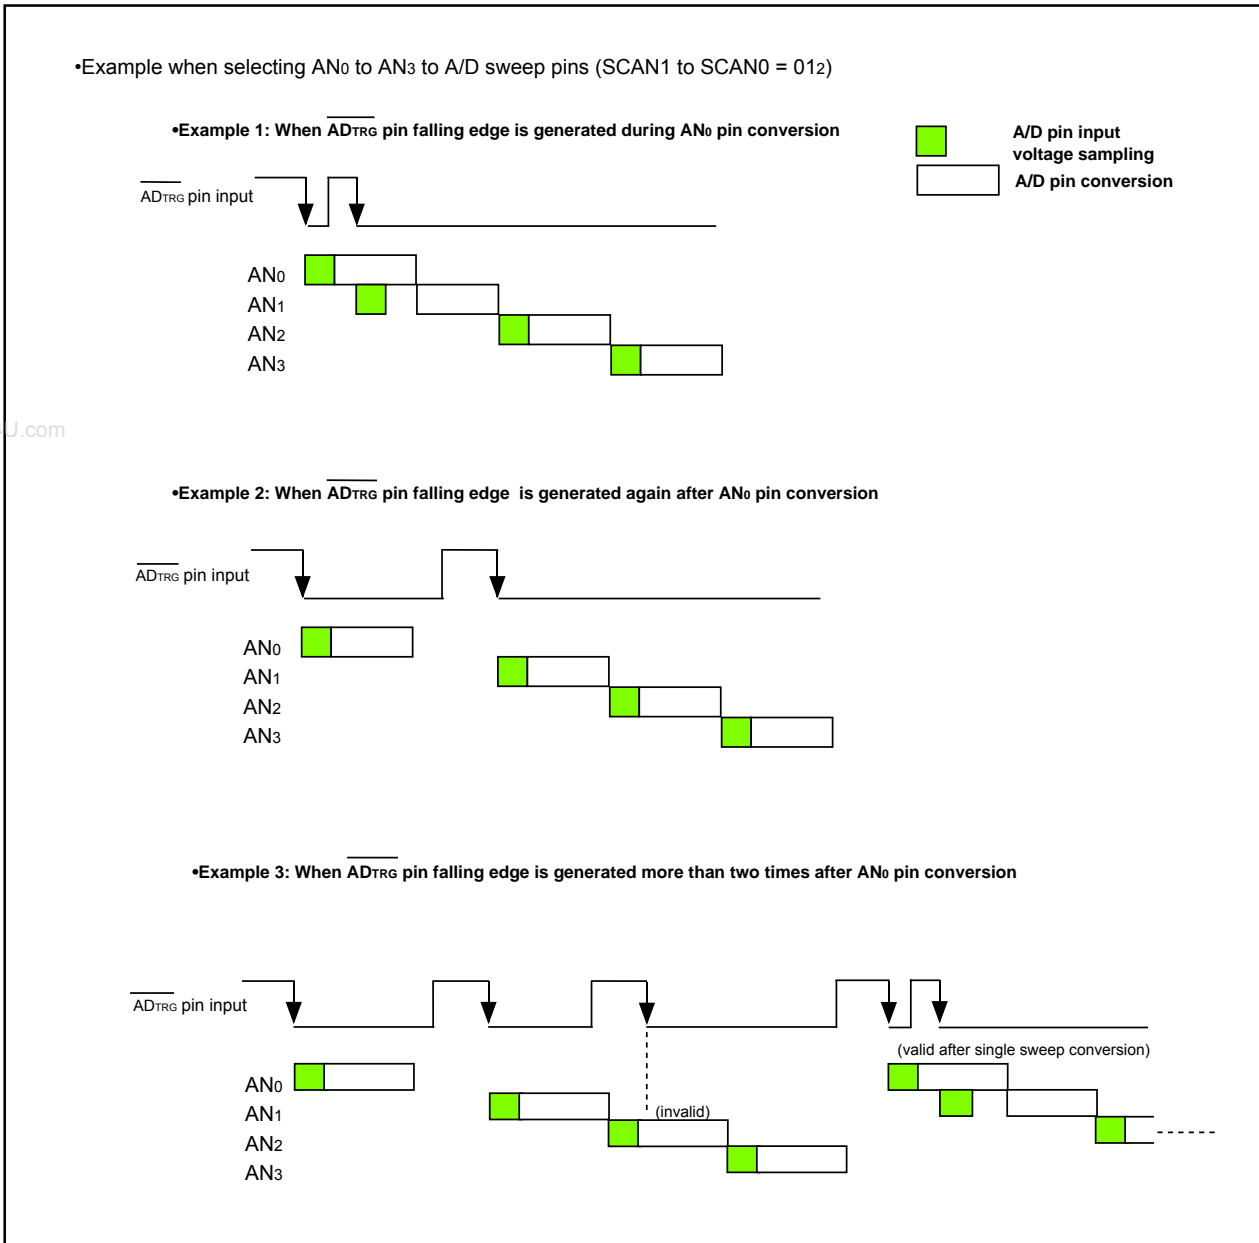 •Example when selecting AN0 to AN3 to A/D sweep pins (SCAN1 to SCAN0 = 012)
•Example 1: When ADTRG pin falling edge is generated during AN0 pin conversion
A/D pin input
voltage sampling
A/D pin conversion
ADTRG pin input
AN0
AN1
AN2
AN3
U.com
•Example 2: When ADTRG pin falling edge is generated again after AN0 pin conversion
ADTRG pin input
AN0
AN1
AN2
AN3
•Example 3: When ADTRG pin falling edge is generated more than two times after AN0 pin conversion
ADTRG pin input
(valid after single sweep conversion)
AN0
AN1
(invalid)
AN2
AN3